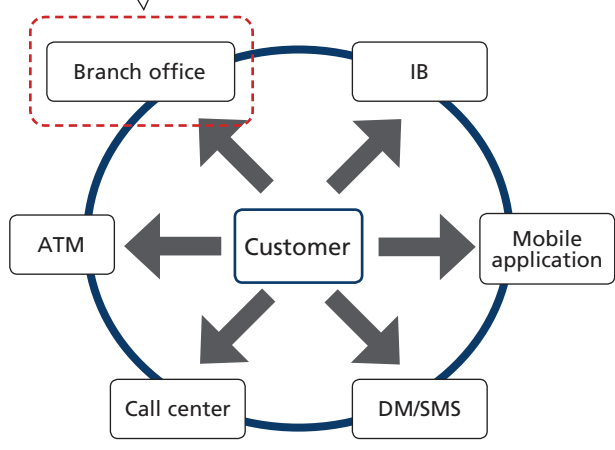 Branch office
IB
ATM
Customer
Mobile
application
Call center
DM/SMS